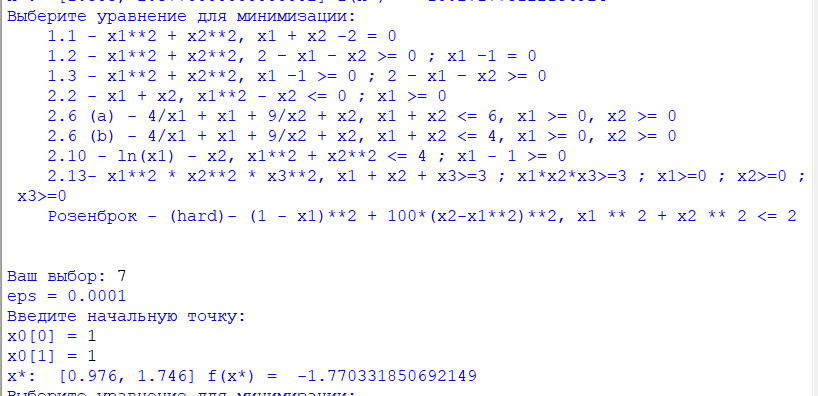 Выберите уравнение для минимизации:
1.1 - x1**2 + x2**2, x1 + x2 -2 = 0
1.2 - x1**2 + x2**2, 2 - x1 - x2 >= 0 ; x1 -1 = 0
1.3 - x1**2 + x2**2, x1 -1 >= 0 ; 2 - x1 - x2 >= 0
2.2 - x1 + x2, x1**2 - x2 <= 0 ; x1 >= 0
2.6 (a) - 4/x1 + x1 + 9/x2 + x2, x1 + x2 <= 6, x1 >= 0, x2 >= 0
2.6 (b) - 4/x1 + x1 + 9/x2 + x2, x1 + x2 <= 4, x1 >= 0, x2 >= 0
2.10 - ln(x1) - x2, x1**2 + x2**2 <= 4 ; x1 - 1 >= 0
2.13- x1**2 * x2**2 * x3**2, x1 + x2 + x3>=3 ; x1*x2*x3>=3 ; x1>=0 ; x2>=0 ;
x3>=0
Розенброк - (hard)- (1 - x1)**2 + 100*(x2-x1**2)**2, x1 ** 2 + x2 ** 2 <= 2
Ваш выбор: 7
eps = 0.0001
Введите начальную точку:
x0[0] = 1
x0[1] = 1
x*:  [0.976, 1.746] f(x*) =  -1.770331850692149
Выберите уравнение для минимизации: